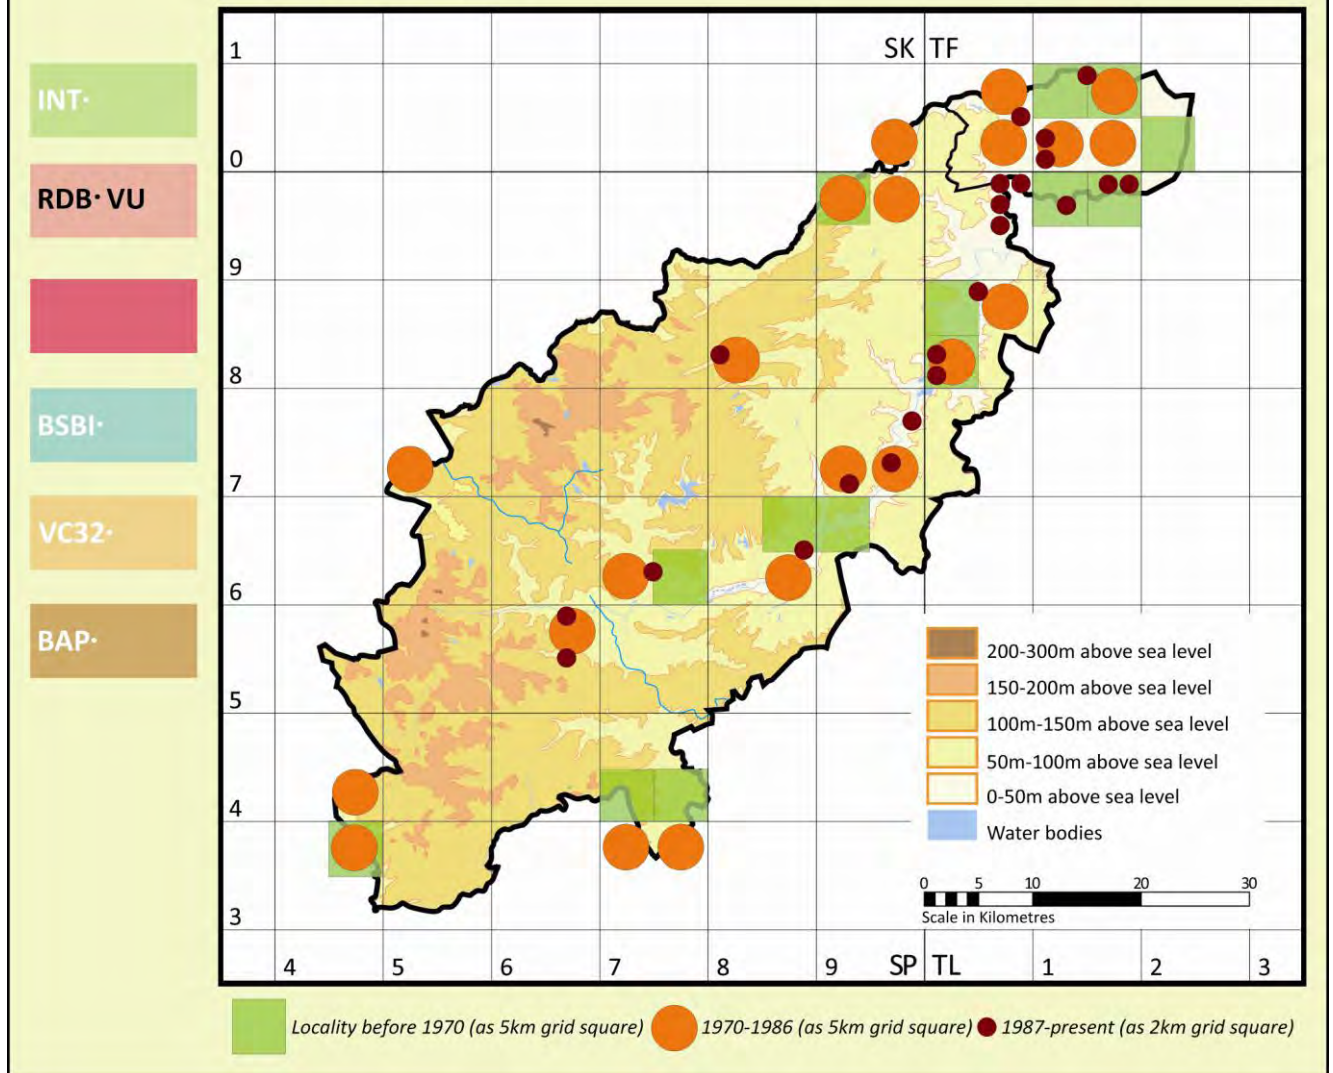 INT·
RDB· VU
BSBI·
VC32·
BAP·
SK TF
1
0
9
8
7
6
5
4
3
4 5 6 7 8 9 SP TL 1 2 3
200-300m above sea level
150-200m above sea level
100m-150m above sea level
50m-100m above sea level
0-50m above sea level
Water bodies
0 5 10 20 30
Scale in Kilometres
Locality before 1970 (as 5km grid square) 1970-1986 (as 5km grid square) 1987-present (as 2km grid square)